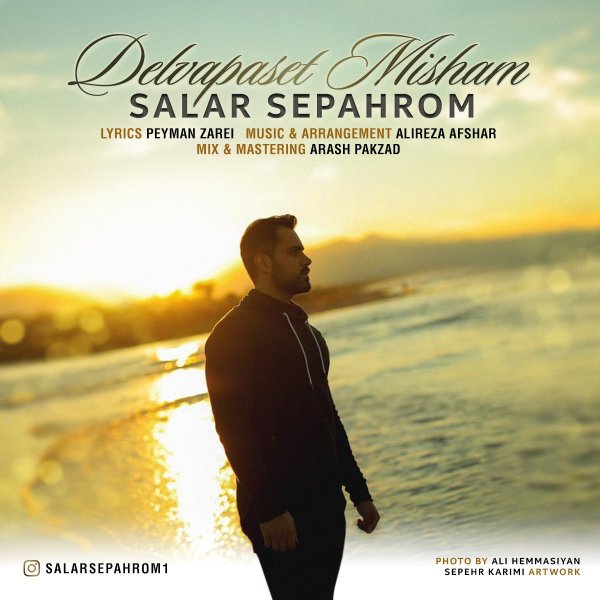 Delvapaset Misham
SALAR SEPAHROM
LYRICS PEYMAN ZAREI MUSIC & ARRANGEMENT ALIREZA AFSHAR
MIX & MASTERING ARASH PAKZAD
SALARSEPAHROM1
PHOTO BY ALI HEMMASIYAN
SEPEHR KARIMI ARTWORK